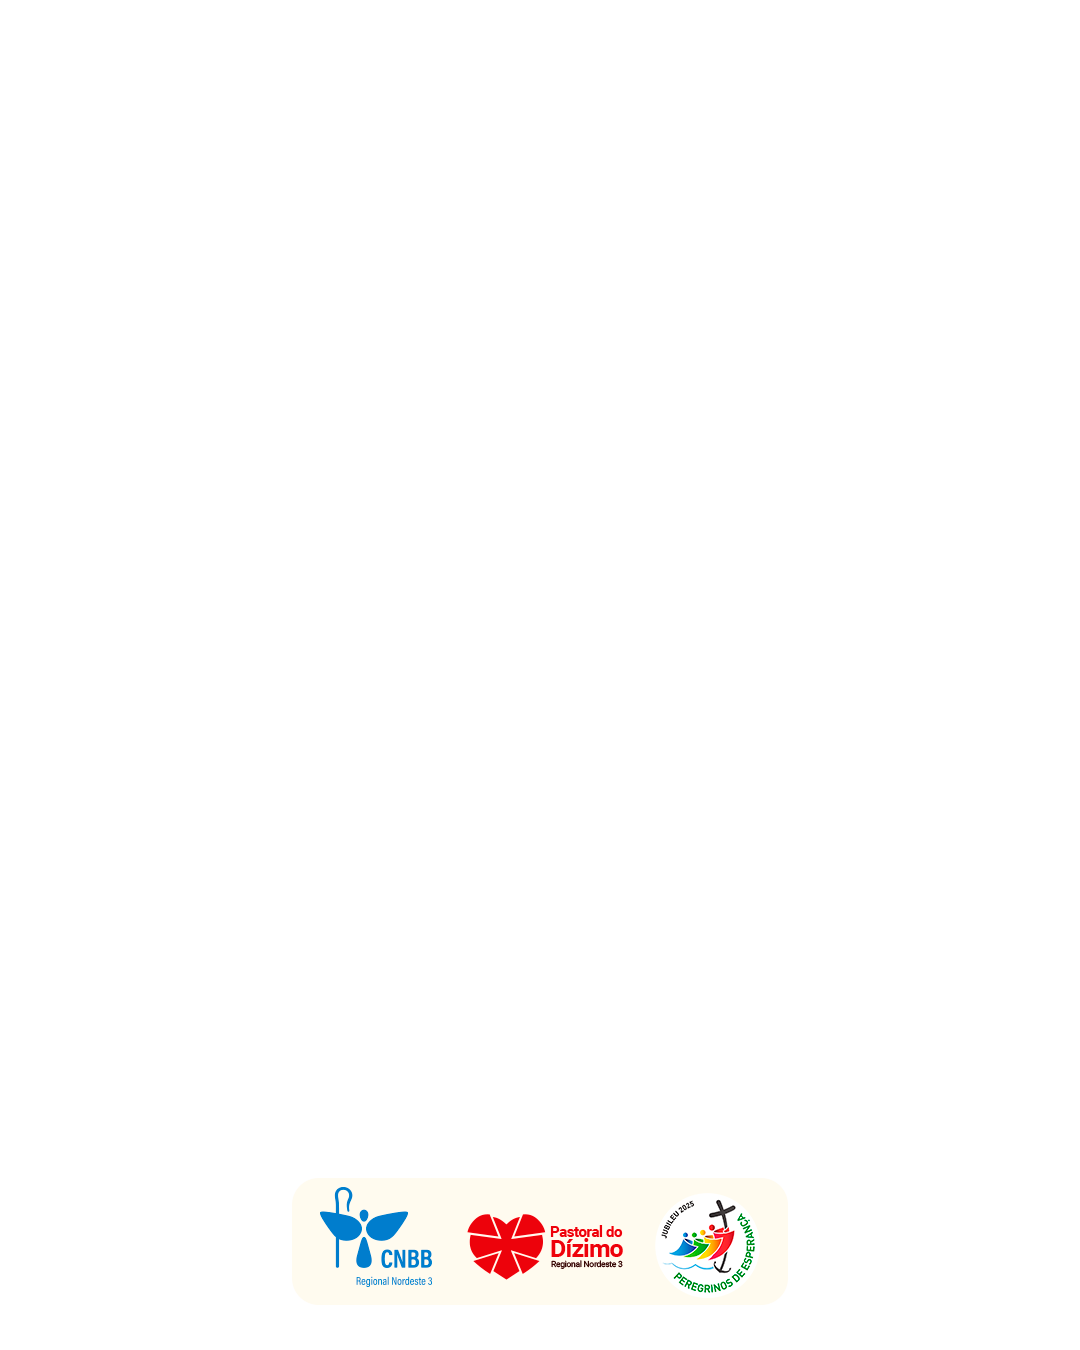 CNBB
Regional Nordeste 3
Pastoral do
Dízimo
Regional Nordeste 3
JUBILEU 2025
PEREGRINOS DE ESPERANÇA